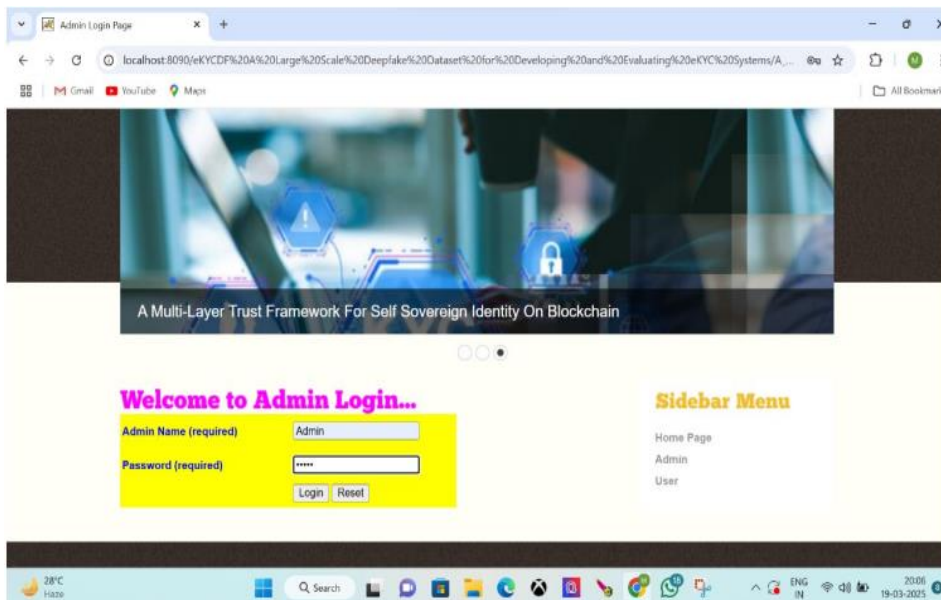 Admin Login Page
localhost:8090/eKYCDF%20A%20Large%20Scale%20Deepfake%20Dataset%20for%20Developing%20and%20Evaluating%20eKYC%20Systems/A_...
Gmail YouTube Maps All Bookmar
A Multi-Layer Trust Framework For Self Sovereign Identity On Blockchain
Welcome to Admin Login...
Admin Name (required) Admin
Password (required) •••••
Login Reset
Sidebar Menu
Home Page
Admin
User
28°C
Haze
Search
ENG
IN
20:06
19-03-2025